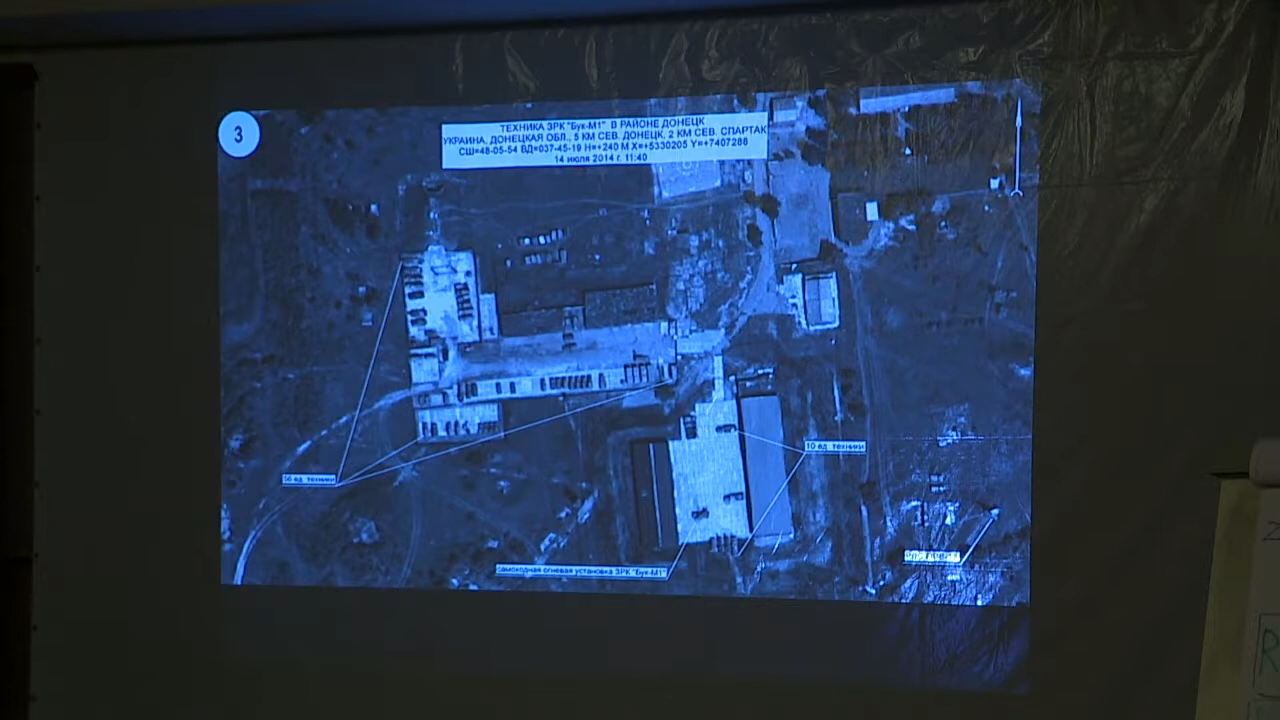 3
ТЕХНИКА ЗРК "Бук-М1" В РАЙОНЕ ДОНЕЦК
УКРАИНА, ДОНЕЦКАЯ ОБЛ., 5 КМ СЕВ. ДОНЕЦК, 2 КМ СЕВ. СПАРТАК
СШ=48-05-54 ВД=037-45-19 Н=+240 М X=+5330205 Y=+7407288
14 июля 2014 г. 11:40
10 ед. техники
56 ед. техники
самоходная огневая установка ЗРК "Бук-М1"
R